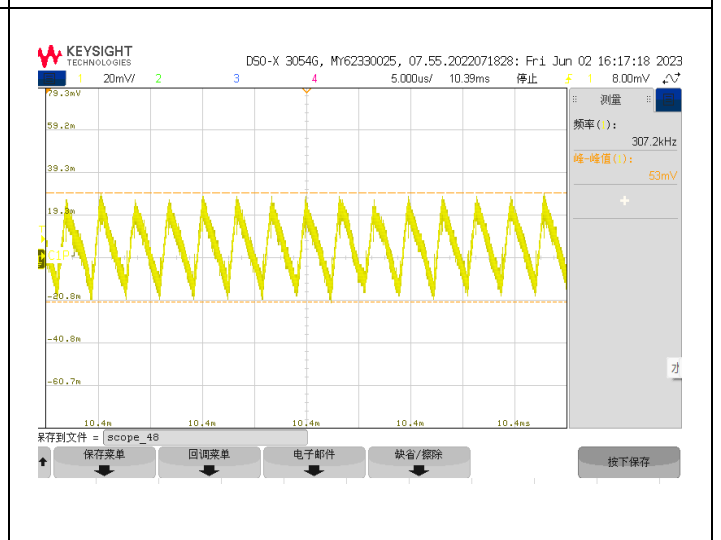 KEYSIGHT
TECHNOLOGIES
DSO-X 3054G, MY62330025, 07.55.2022071828: Fri Jun 02 16:17:18 2023
1 20mV/ 2 3 4 5.000us/ 10.39ms 停止 1 8.00mV
79.3mV
59.2m
39.3m
19.3m
-20.8m
-40.8m
-60.7m
10.4m 10.4m 10.4m 10.4m 10.4ms
测量
频率( ):
307.2kHz
峰-峰值( ):
53mV
保存到文件 = scope_48
保存菜单 回调菜单 电子邮件 缺省/擦除 按下保存